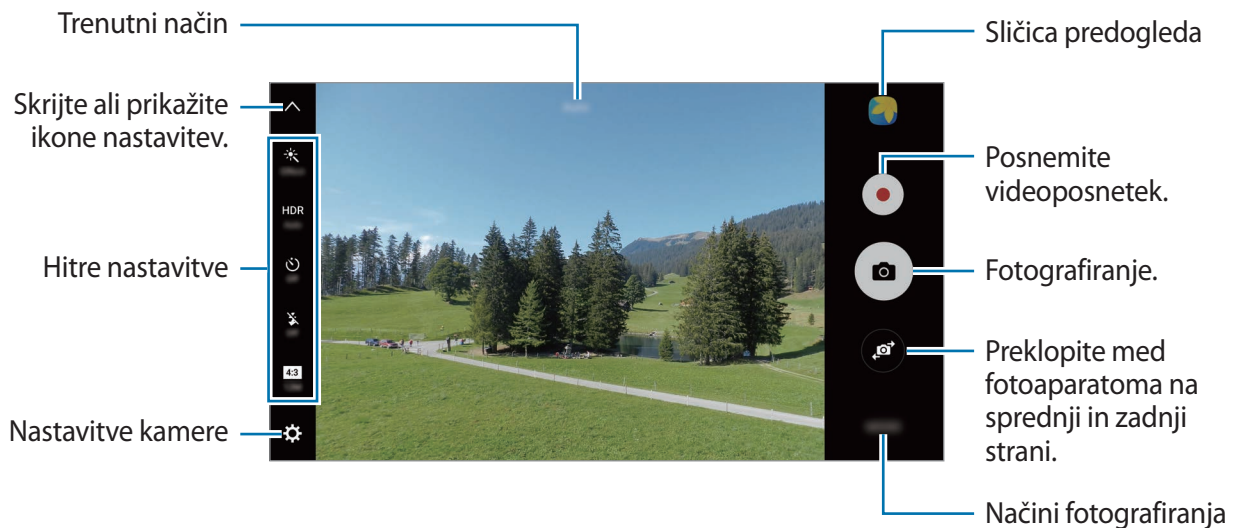 Trenutni način
Skrijte ali prikažite
ikone nastavitev.
Hitre nastavitve
Nastavitve kamere
HDR
4:3
Sličica predogleda
Posnemite
videoposnetek.
Fotografiranje.
Preklopite med
fotoaparatoma na
sprednji in zadnji
strani.
Načini fotografiranja